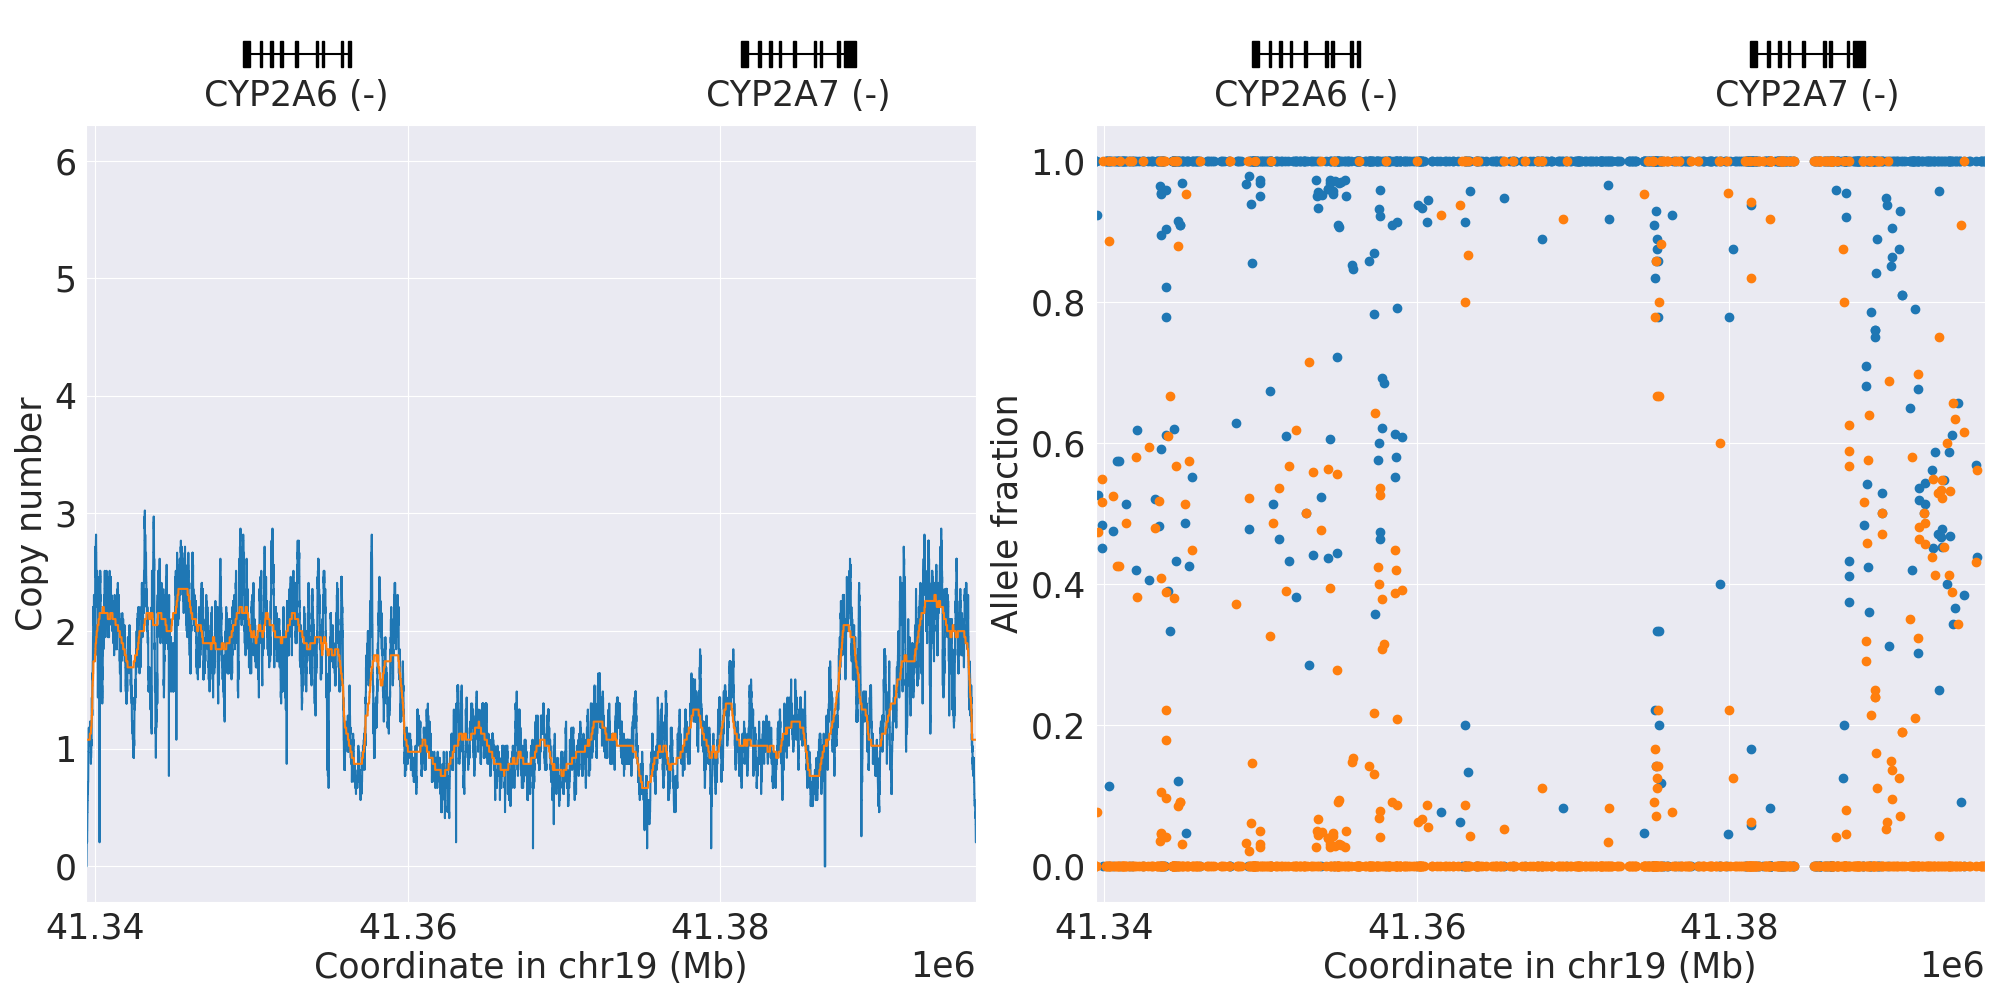 CYP2A6 (-)
CYP2A7 (-)
6
5
4
3
2
1
0
Copy number
41.34
41.36
41.38
Coordinate in chr19 (Mb)
1e6
CYP2A6 (-)
CYP2A7 (-)
1.0
0.8
0.6
0.4
0.2
0.0
Allele fraction
41.34
41.36
41.38
Coordinate in chr19 (Mb)
1e6